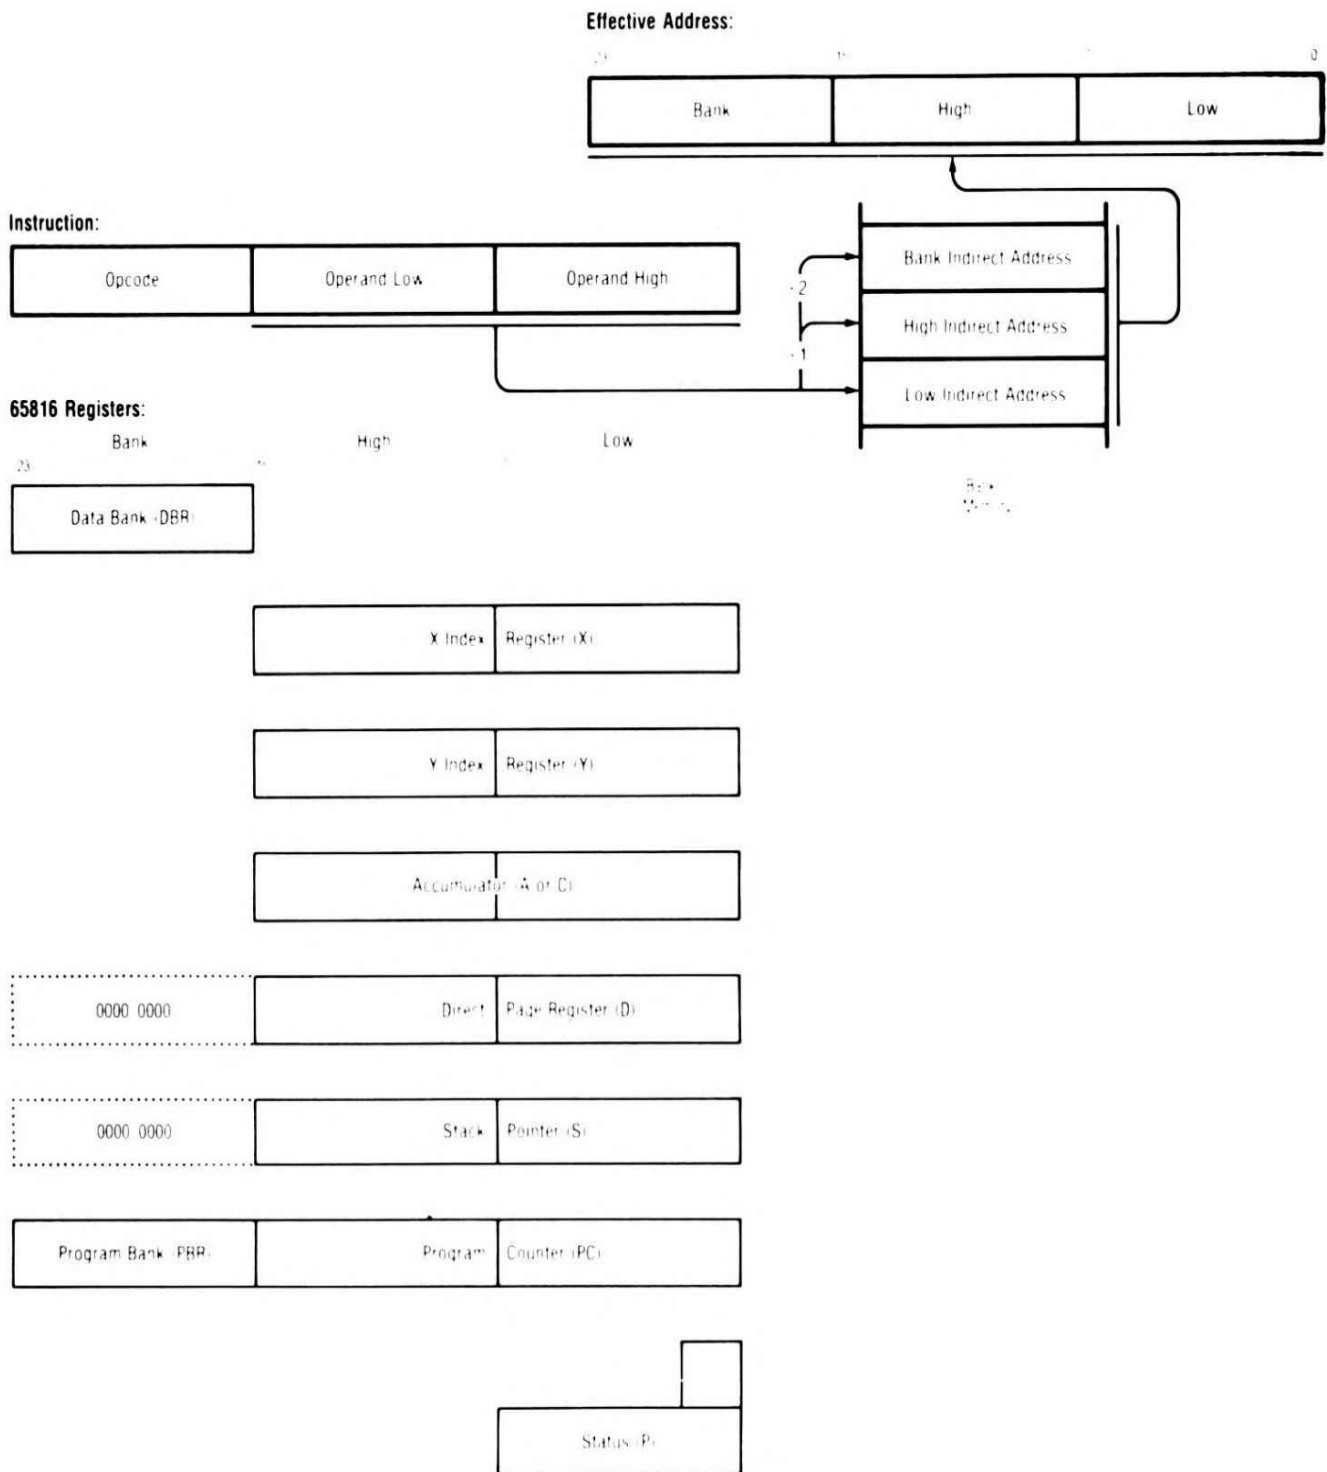 Effective Address:
0
Bank High Low
Instruction:
Opcode Operand Low Operand High
Bank Indirect Address
2
High Indirect Address
1
Low Indirect Address
65816 Registers:
Bank High Low
23
Data Bank (DBR)
X Index Register (X)
Y Index Register (Y)
Accumulator (A or C)
0000 0000 Direct Page Register (D)
0000 0000 Stack Pointer (S)
Program Bank (PBR) Program Counter (PC)
Status (P)